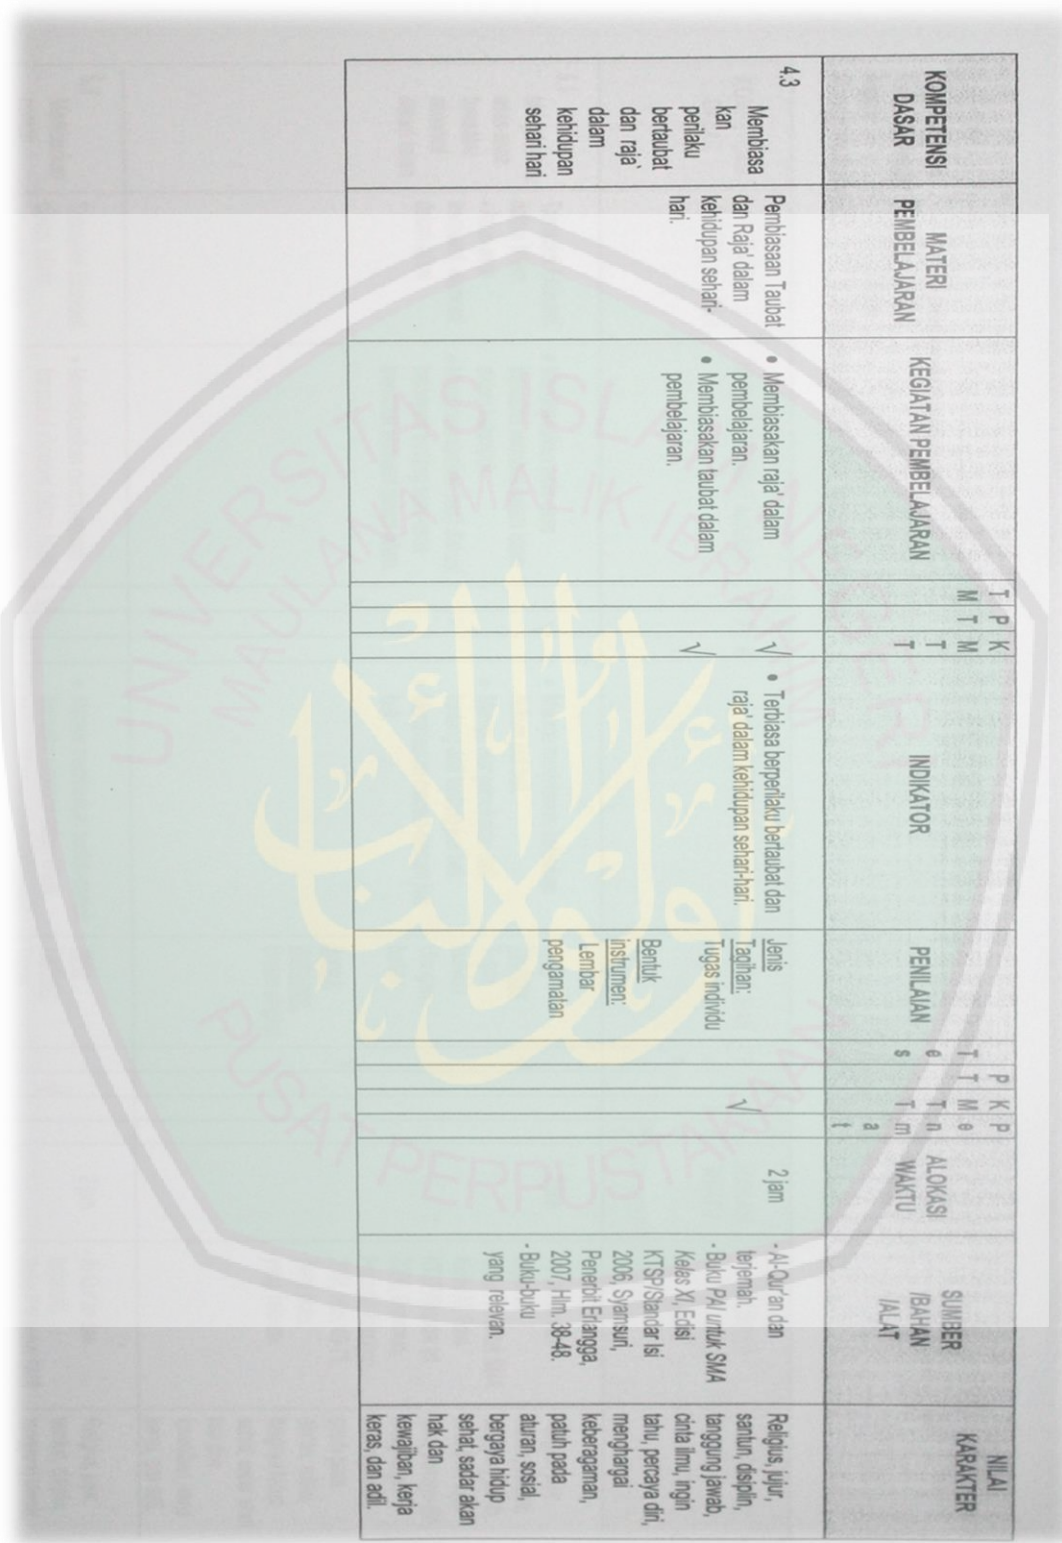 KOMPETENSI
DASAR
MATERI
PEMBELAJARAN
KEGIATAN PEMBELAJARAN
T
M
P
T
K
M
T
T
INDIKATOR
PENILAIAN
T
e
s
P
T
K
M
T
T
P
e
n
m
a
t
ALOKASI
WAKTU
SUMBER
/BAHAN
/ALAT
NILAI
KARAKTER
4.3
Membiasa
kan
perilaku
bertaubat
dan raja`
dalam
kehidupan
sehari hari
Pembiasaan Taubat
dan Raja' dalam
kehidupan sehari-
hari.
• Membiasakan raja' dalam
pembelajaran.
• Membiasakan taubat dalam
pembelajaran.
√
√
• Terbiasa berperilaku bertaubat dan
raja' dalam kehidupan sehari-hari.
Jenis
Tagihan:
Tugas individu
Bentuk
instrumen:
Lembar
pengamatan
√
2 jam
- Al-Qur'an dan
terjemah.
- Buku PAI untuk SMA
Kelas XI, Edisi
KTSP/Standar Isi
2006, Syamsuri,
Penerbit Erlangga,
2007, Hlm. 38-48.
- Buku-buku
yang relevan.
Religius, jujur,
santun, disiplin,
tanggung jawab,
cinta ilmu, ingin
tahu, percaya diri,
menghargai
keberagaman,
patuh pada
aturan, sosial,
bergaya hidup
sehat, sadar akan
hak dan
kewajiban, kerja
keras, dan adil.
UNIVERSITAS ISLAM NEGERI
MAULANA MALIK IBRAHIM
PUSAT PERPUSTAKAAN